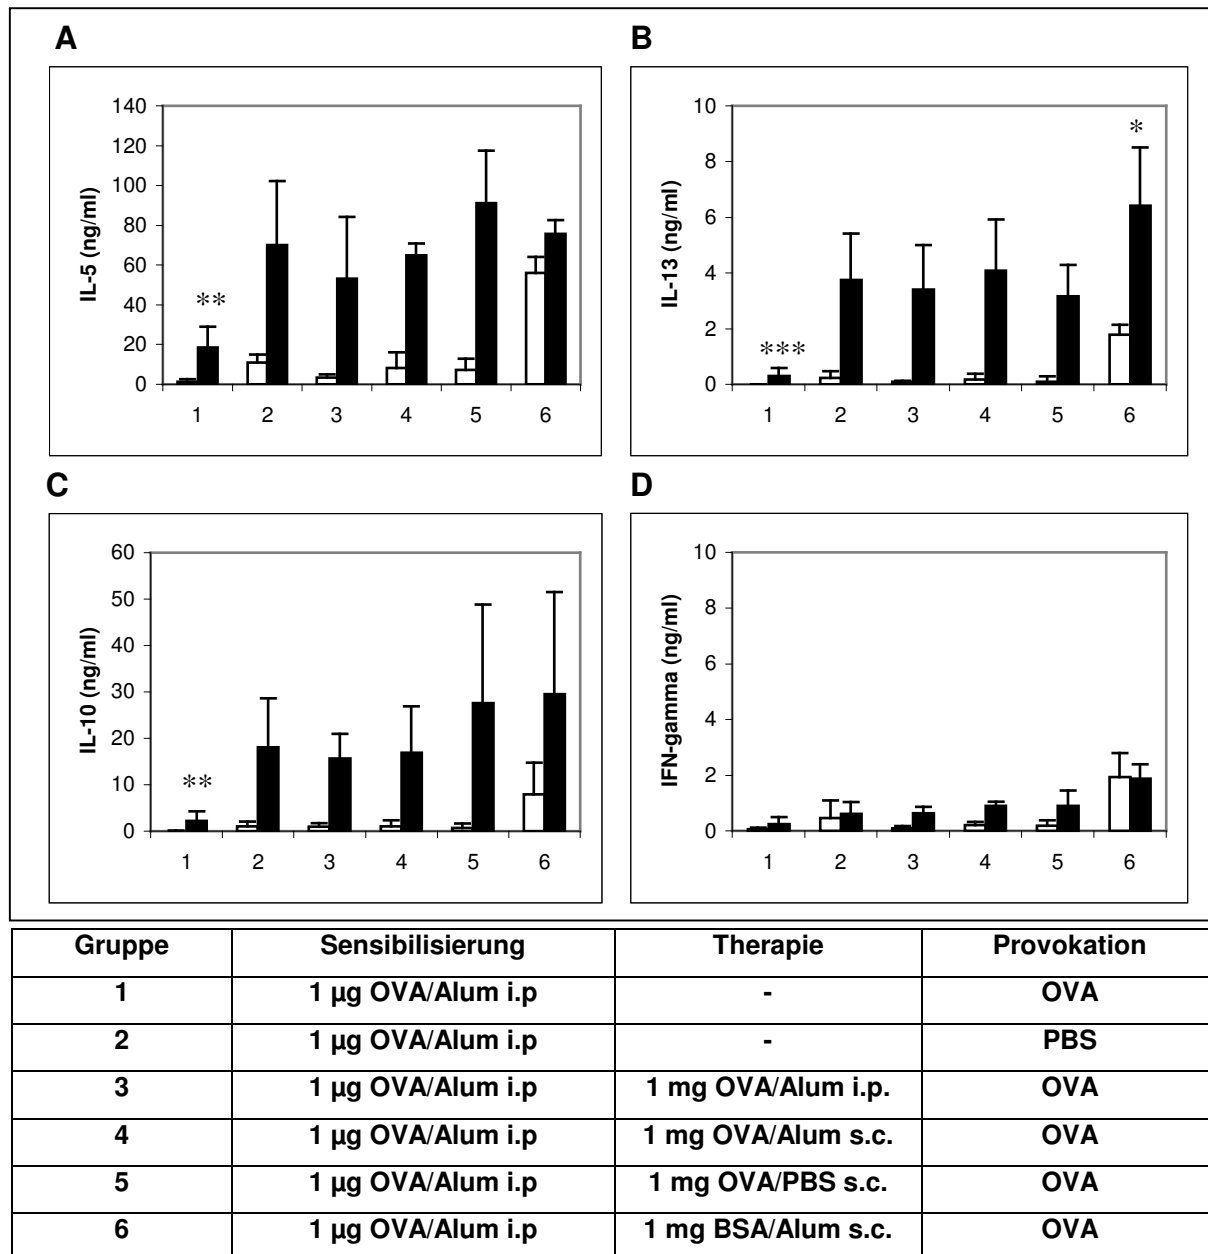 A
IL-5 (ng/ml)
140
120
100
80
60
40
20
0
**
1 2 3 4 5 6
B
IL-13 (ng/ml)
10
8
6
4
2
0
***
*
1 2 3 4 5 6
C
IL-10 (ng/ml)
60
50
40
30
20
10
0
**
1 2 3 4 5 6
D
IFN-gamma (ng/ml)
10
8
6
4
2
0
1 2 3 4 5 6
Gruppe Sensibilisierung Therapie Provokation
1 1 µg OVA/Alum i.p - OVA
2 1 µg OVA/Alum i.p - PBS
3 1 µg OVA/Alum i.p 1 mg OVA/Alum i.p. OVA
4 1 µg OVA/Alum i.p 1 mg OVA/Alum s.c. OVA
5 1 µg OVA/Alum i.p 1 mg OVA/PBS s.c. OVA
6 1 µg OVA/Alum i.p 1 mg BSA/Alum s.c. OVA